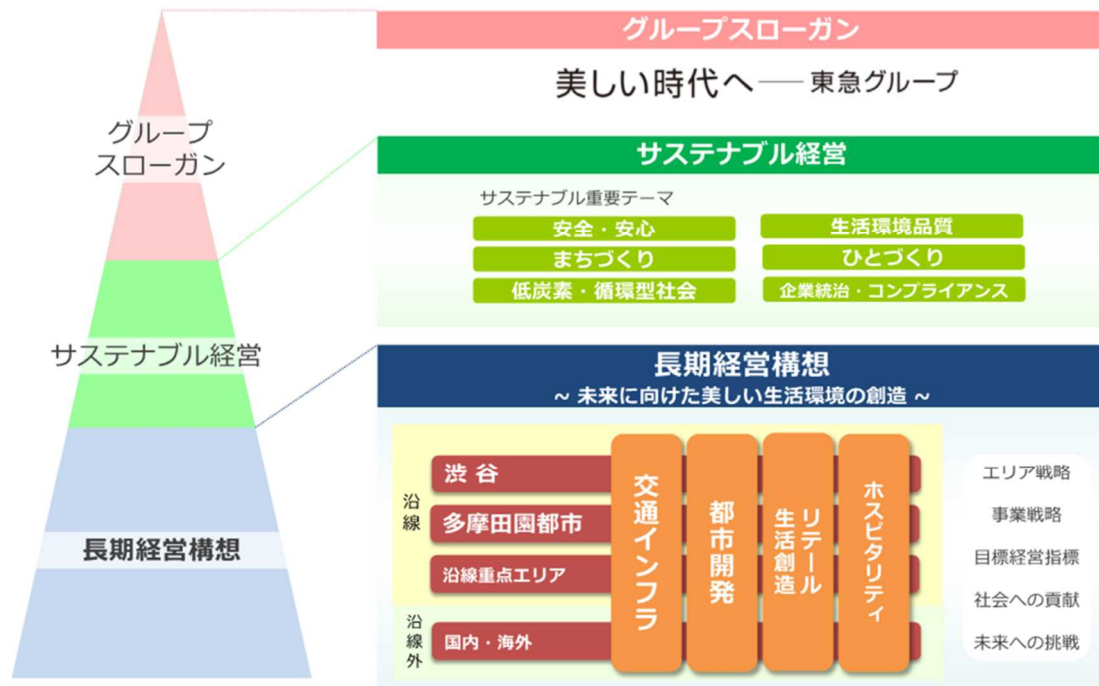 グループ
スローガン
サステナブル経営
長期経営構想
グループスローガン
美しい時代へ──東急グループ
サステナブル経営
サステナブル重要テーマ
安全・安心
生活環境品質
まちづくり
ひとづくり
低炭素・循環型社会
企業統治・コンプライアンス
長期経営構想
~ 未来に向けた美しい生活環境の創造 ~
沿線
渋谷
多摩田園都市
沿線重点エリア
沿線外
国内・海外
交通インフラ
都市開発
リテール
生活創造
ホスピタリティ
エリア戦略
事業戦略
目標経営指標
社会への貢献
未来への挑戦